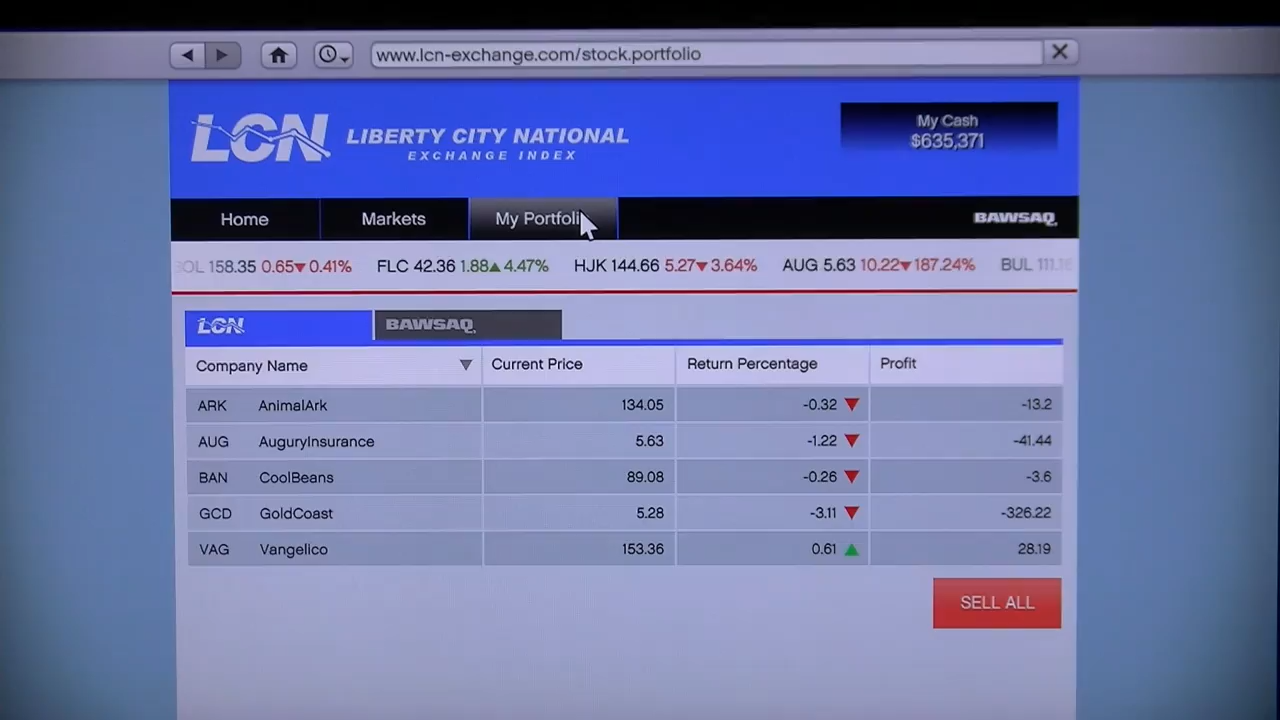 www.lcn-exchange.com/stock.portfolio
LCN LIBERTY CITY NATIONAL
EXCHANGE INDEX
My Cash
$635,371
Home Markets My Portfoli BAWSAQ
OL 158.35 0.65▼0.41% FLC 42.36 1.88▲4.47% HJK 144.66 5.27▼3.64% AUG 5.63 10.22▼187.24% BUL
LCN BAWSAQ
Company Name ▼ Current Price Return Percentage Profit
ARK AnimalArk 134.05 -0.32 ▼ -13.2
AUG AuguryInsurance 5.63 -1.22 ▼ -41.44
BAN CoolBeans 89.08 -0.26 ▼ -3.6
GCD GoldCoast 5.28 -3.11 ▼ -326.22
VAG Vangelico 153.36 0.61 ▲ 28.19
SELL ALL